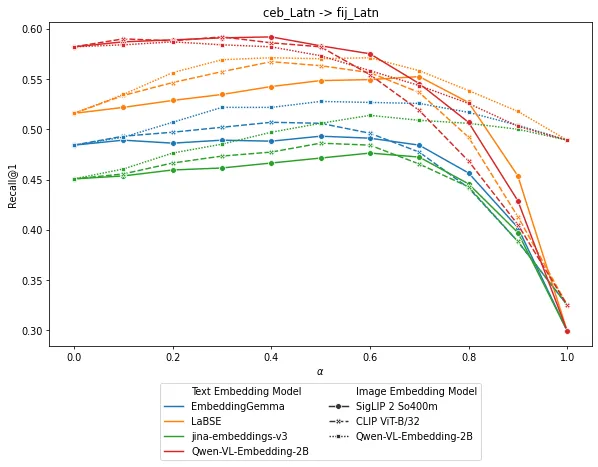 ceb_Latn -> fij_Latn
0.60
0.55
0.50
0.45
0.40
0.35
0.30
Recall@1
0.0 0.2 0.4 0.6 0.8 1.0
α
Text Embedding Model
EmbeddingGemma
LaBSE
jina-embeddings-v3
Qwen-VL-Embedding-2B
Image Embedding Model
SigLIP 2 So400m
CLIP ViT-B/32
Qwen-VL-Embedding-2B